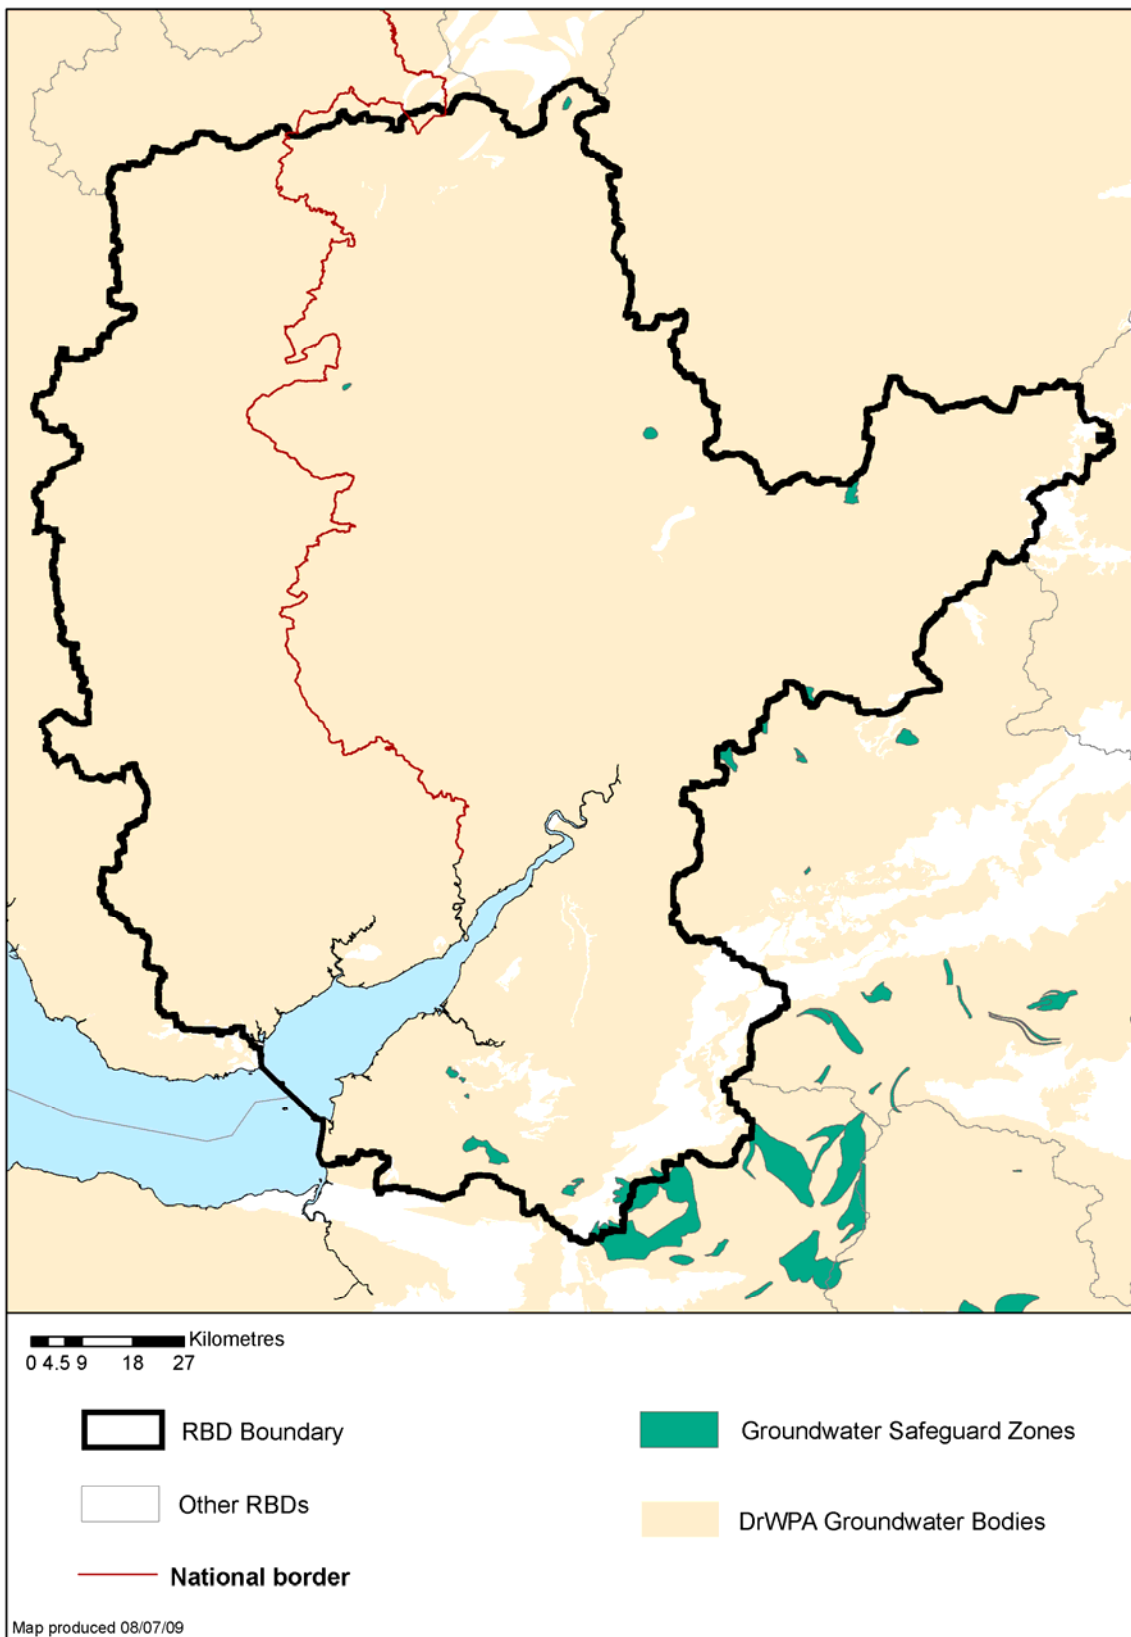 Kilometres
0 4.5 9 18 27
RBD Boundary
Groundwater Safeguard Zones
Other RBDs
DrWPA Groundwater Bodies
National border
Map produced 08/07/09